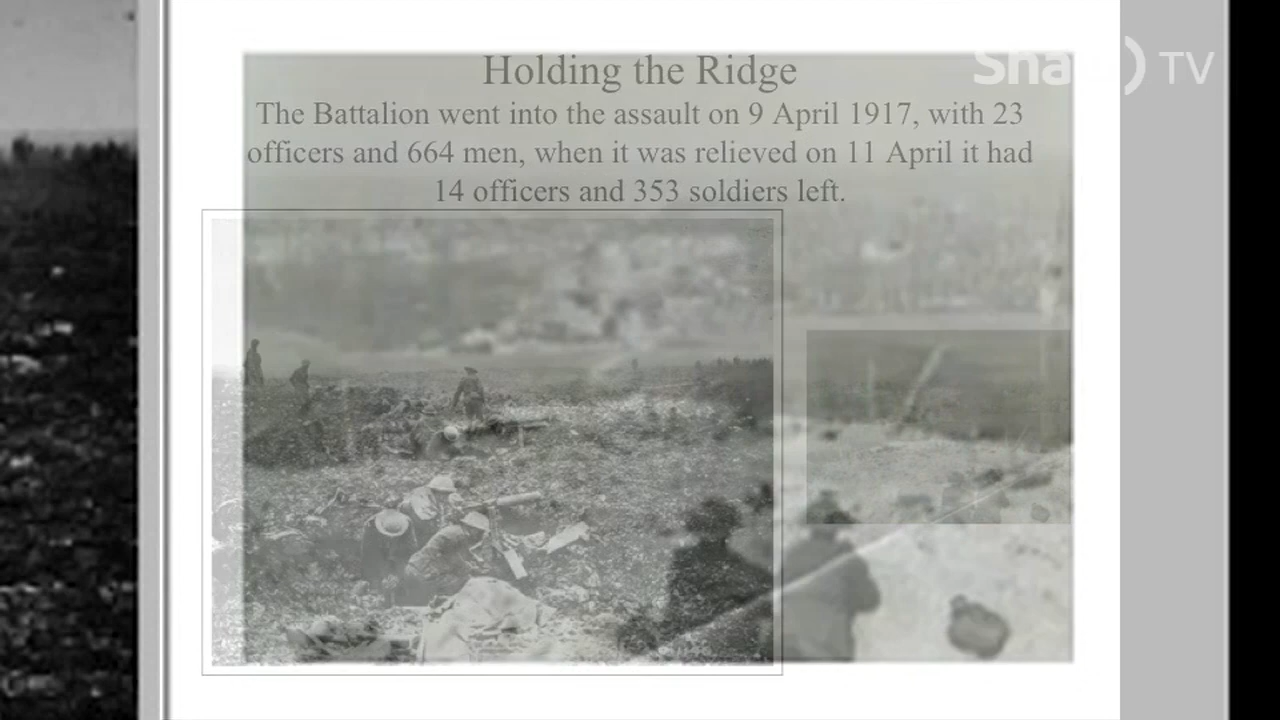 Holding the Ridge
The Battalion went into the assault on 9 April 1917, with 23
officers and 664 men, when it was relieved on 11 April it had
14 officers and 353 soldiers left.
Shaw) TV